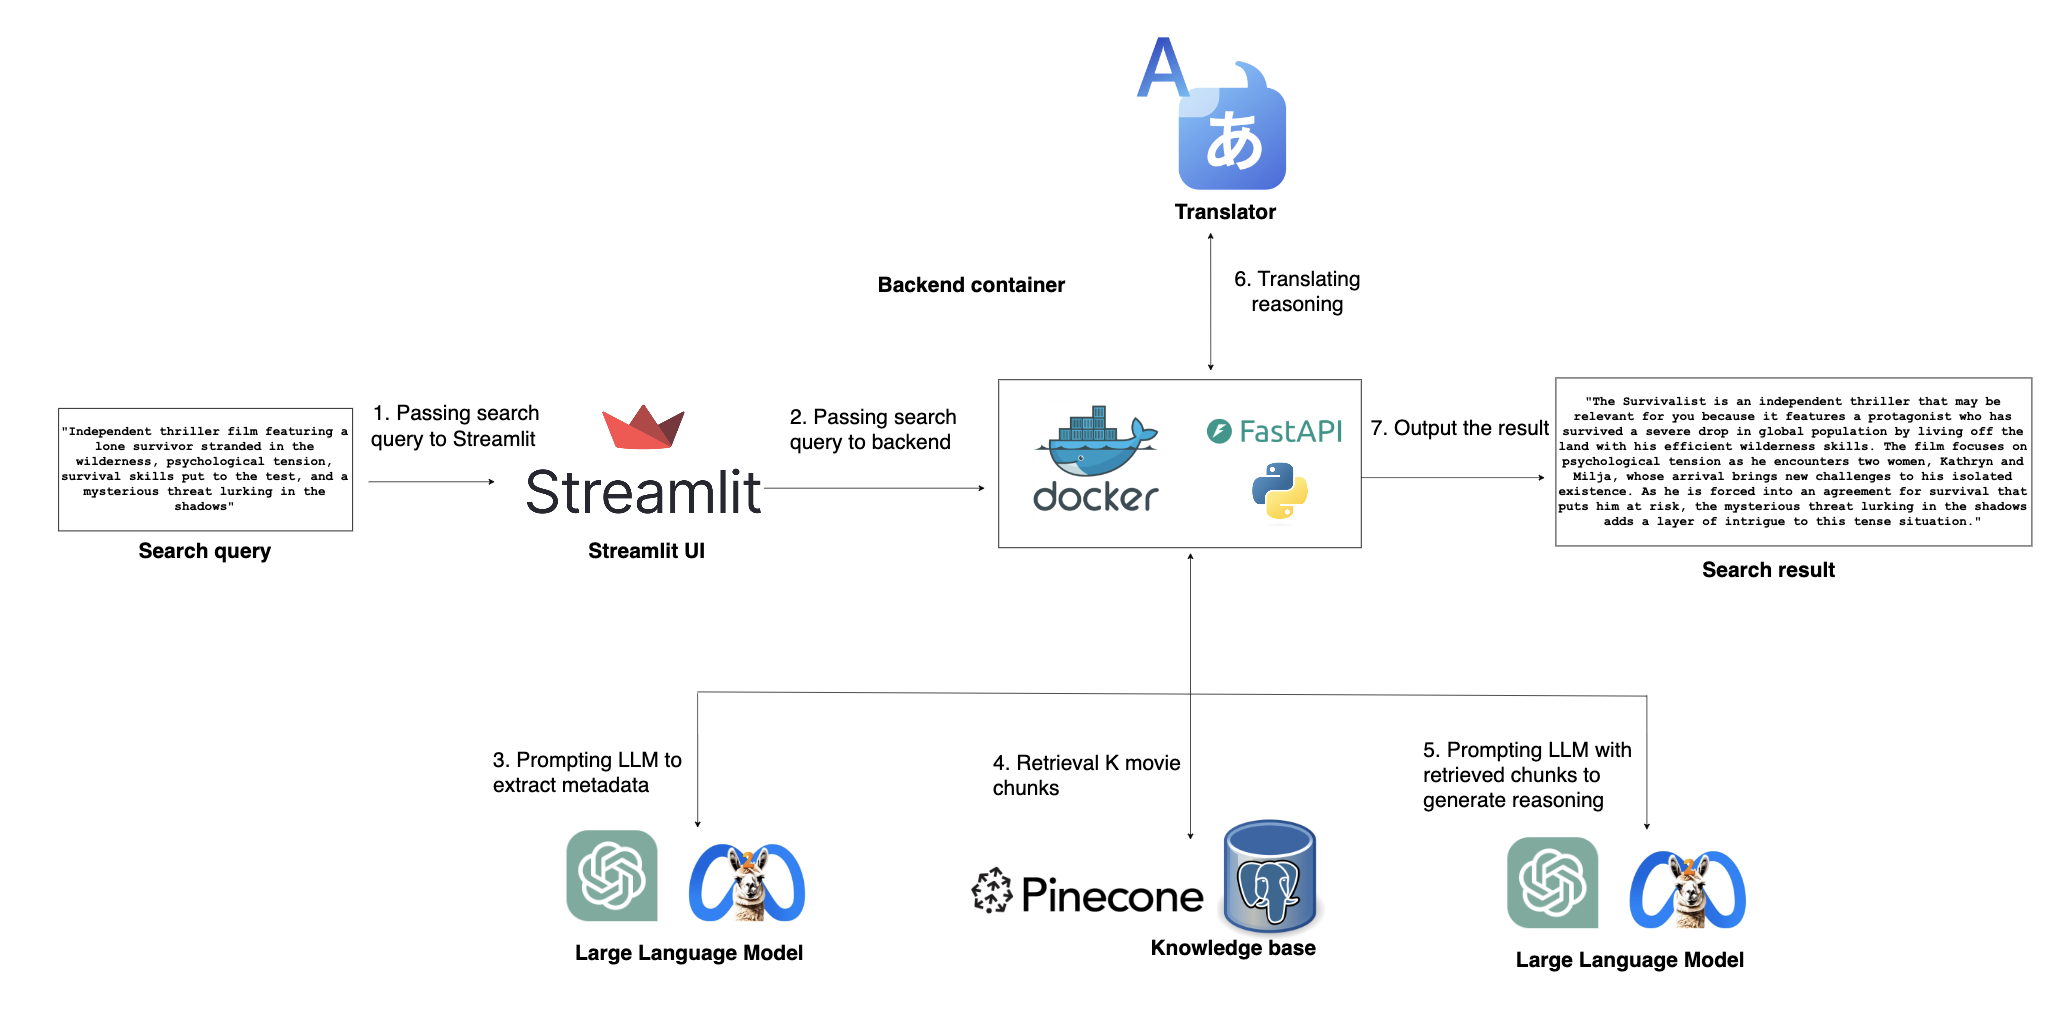 A
あ
Translator
Backend container
6. Translating
reasoning
"Independent thriller film featuring a
lone survivor stranded in the
wilderness, psychological tension,
survival skills put to the test, and a
mysterious threat lurking in the
shadows"
Search query
1. Passing search
query to Streamlit
Streamlit
Streamlit UI
2. Passing search
query to backend
docker
FastAPI
7. Output the result
"The Survivalist is an independent thriller that may be
relevant for you because it features a protagonist who has
survived a severe drop in global population by living off the
land with his efficient wilderness skills. The film focuses on
psychological tension as he encounters two women, Kathryn and
Milja, whose arrival brings new challenges to his isolated
existence. As he is forced into an agreement for survival that
puts him at risk, the mysterious threat lurking in the shadows
adds a layer of intrigue to this tense situation."
Search result
3. Prompting LLM to
extract metadata
2
Large Language Model
4. Retrieval K movie
chunks
Pinecone
Knowledge base
5. Prompting LLM with
retrieved chunks to
generate reasoning
2
Large Language Model